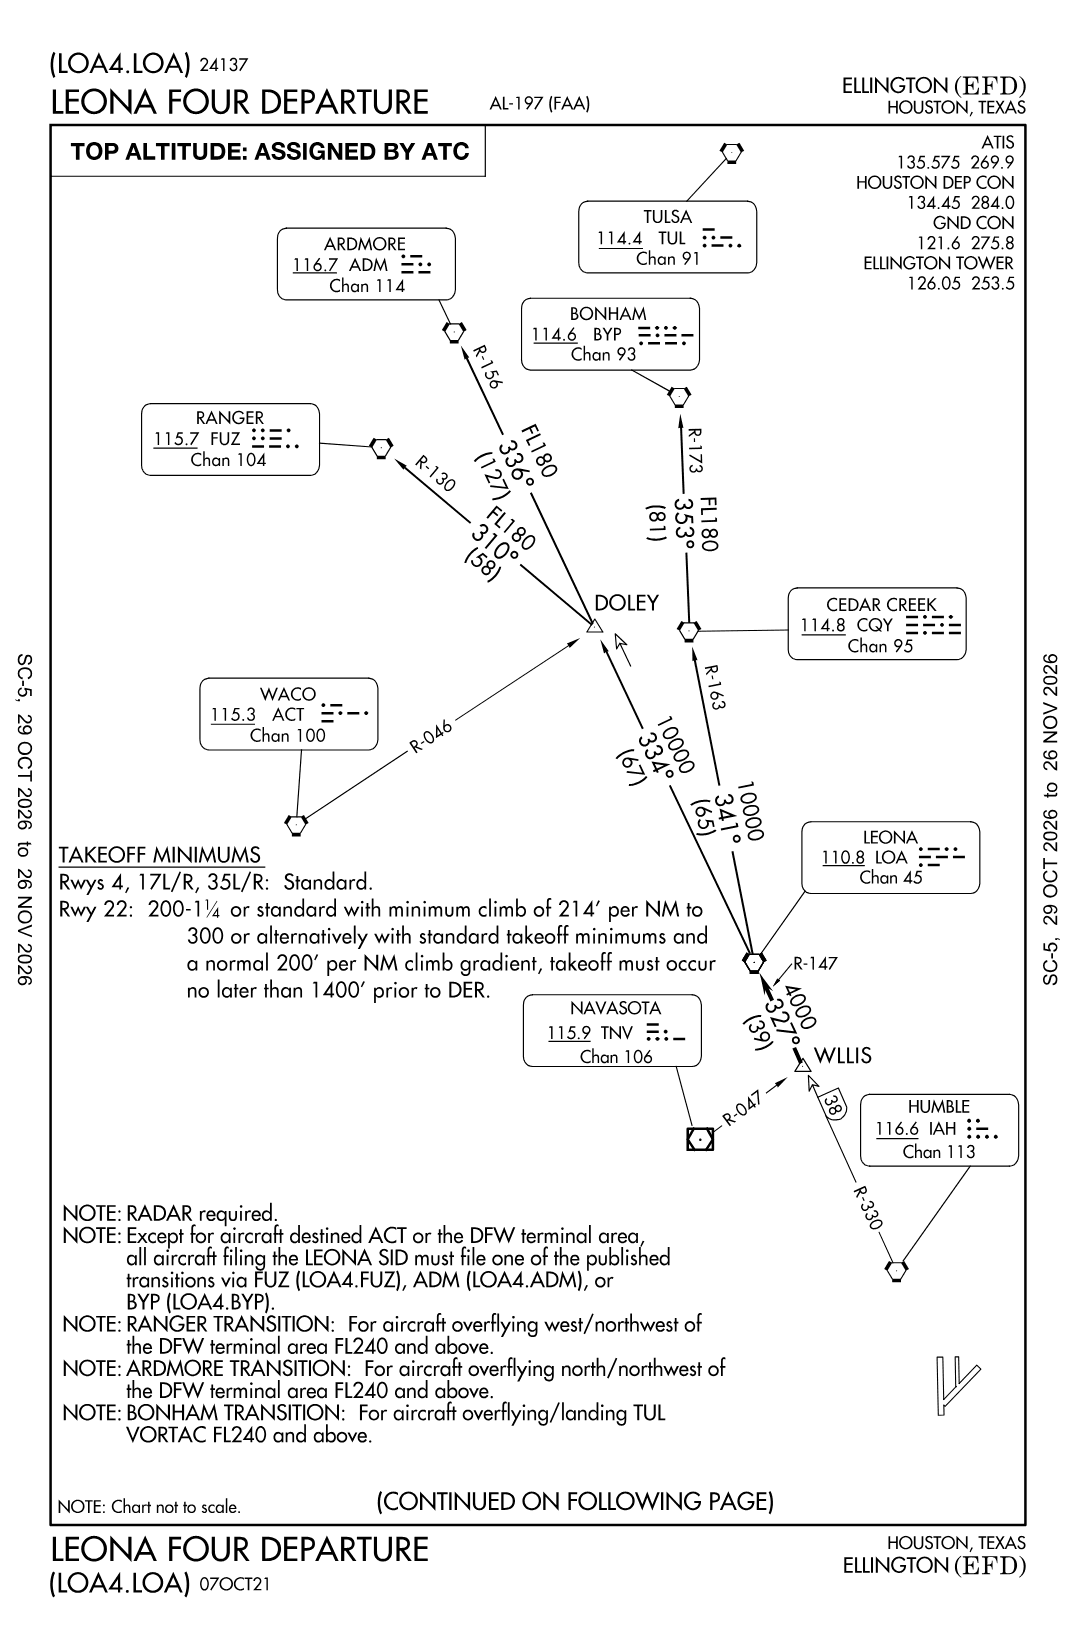 (LOA4.LOA) 24137
LEONA FOUR DEPARTURE
AL-197 (FAA)
ELLINGTON (EFD)
HOUSTON, TEXAS
TOP ALTITUDE: ASSIGNED BY ATC
ATIS
135.575 269.9
HOUSTON DEP CON
134.45 284.0
GND CON
121.6 275.8
ELLINGTON TOWER
126.05 253.5
TULSA
114.4 TUL
Chan 91
ARDMORE
116.7 ADM
Chan 114
BONHAM
114.6 BYP
Chan 93
R-156
RANGER
115.7 FUZ
Chan 104
R-130
FL180
336°
(127)
R-173
FL180
353°
(81)
FL180
310°
(58)
DOLEY
CEDAR CREEK
114.8 CQY
Chan 95
R-163
WACO
115.3 ACT
Chan 100
R-046
10000
334°
(67)
10000
341°
(65)
LEONA
110.8 LOA
Chan 45
TAKEOFF MINIMUMS
Rwys 4, 17L/R, 35L/R: Standard.
Rwy 22: 200-1¼ or standard with minimum climb of 214' per NM to
300 or alternatively with standard takeoff minimums and
a normal 200' per NM climb gradient, takeoff must occur
no later than 1400' prior to DER.
R-147
4000
327°
(39)
NAVASOTA
115.9 TNV
Chan 106
WLLIS
R-047
38
HUMBLE
116.6 IAH
Chan 113
R-330
NOTE: RADAR required.
NOTE: Except for aircraft destined ACT or the DFW terminal area,
all aircraft filing the LEONA SID must file one of the published
transitions via FUZ (LOA4.FUZ), ADM (LOA4.ADM), or
BYP (LOA4.BYP).
NOTE: RANGER TRANSITION: For aircraft overflying west/northwest of
the DFW terminal area FL240 and above.
NOTE: ARDMORE TRANSITION: For aircraft overflying north/northwest of
the DFW terminal area FL240 and above.
NOTE: BONHAM TRANSITION: For aircraft overflying/landing TUL
VORTAC FL240 and above.
NOTE: Chart not to scale.
(CONTINUED ON FOLLOWING PAGE)
LEONA FOUR DEPARTURE
(LOA4.LOA) 07OCT21
HOUSTON, TEXAS
ELLINGTON (EFD)
SC-5, 29 OCT 2026 to 26 NOV 2026
SC-5, 29 OCT 2026 to 26 NOV 2026